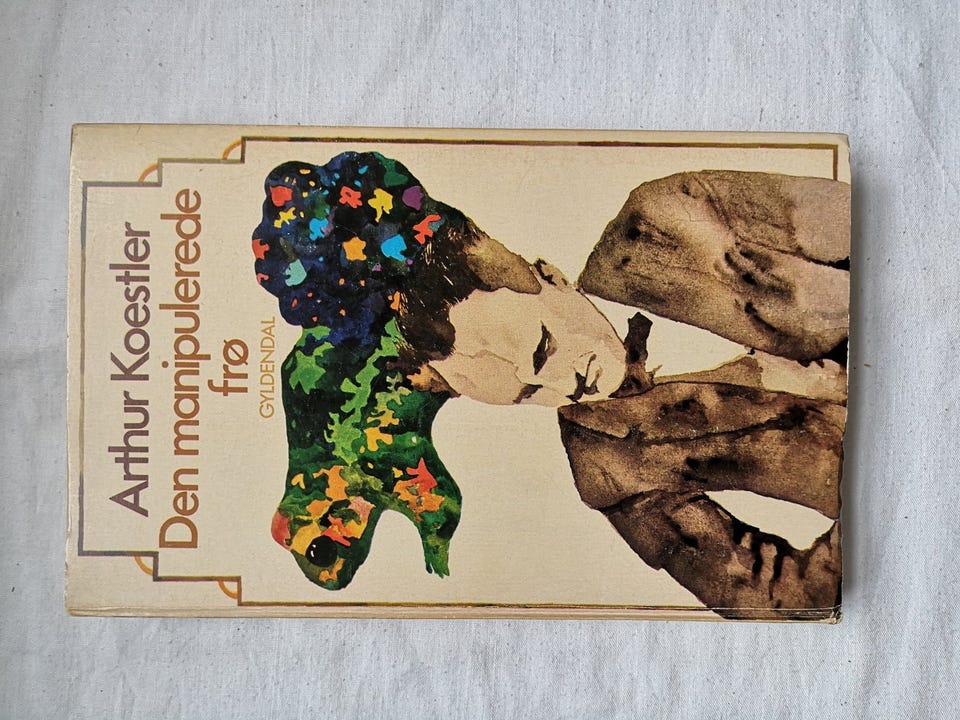 Arthur Koestler
Den manipulerede
frø
GYLDENDAL